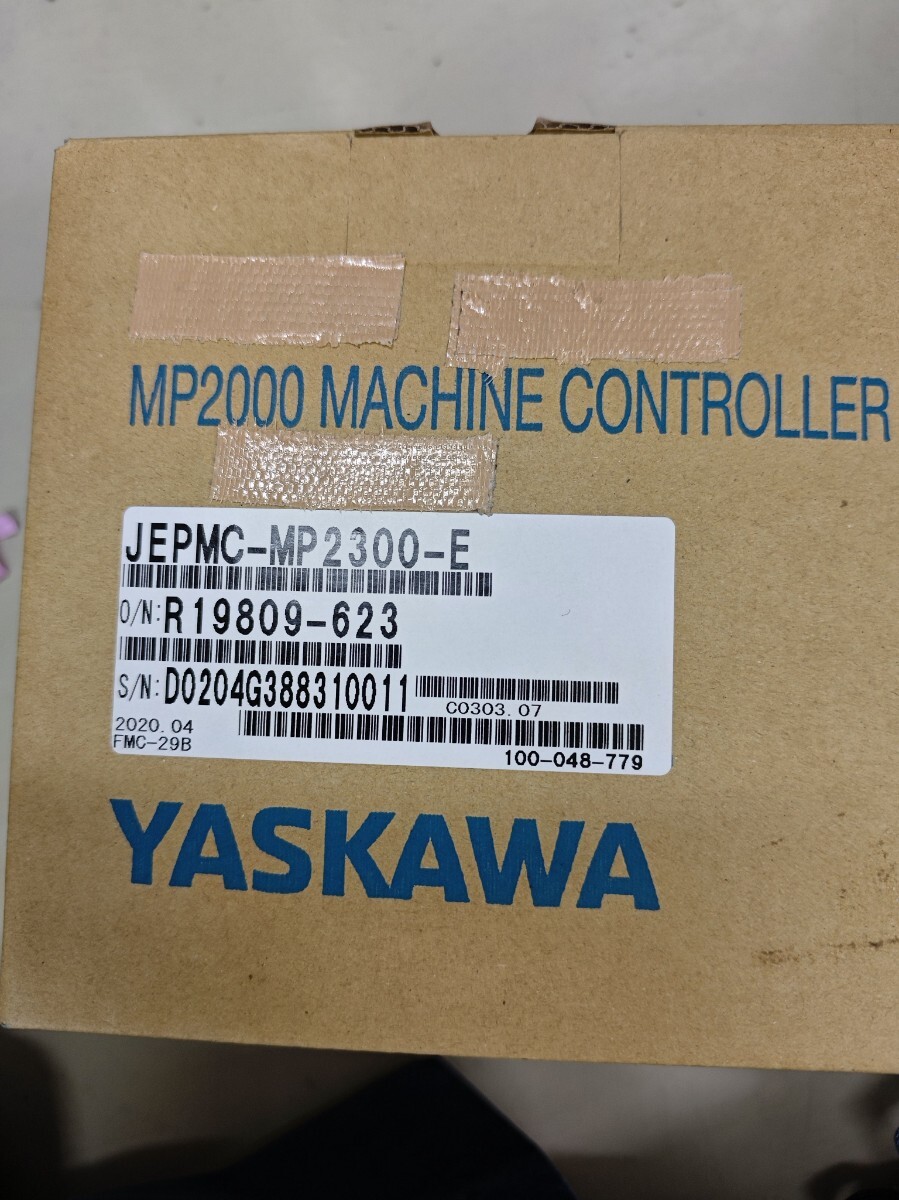 MP2000 MACHINE CONTROLLER
JEPMC-MP2300-E
O/N:R19809-623
S/N:D0204G388310011
C0303.07
2020.04
FMC-29B
100-048-779
YASKAWA